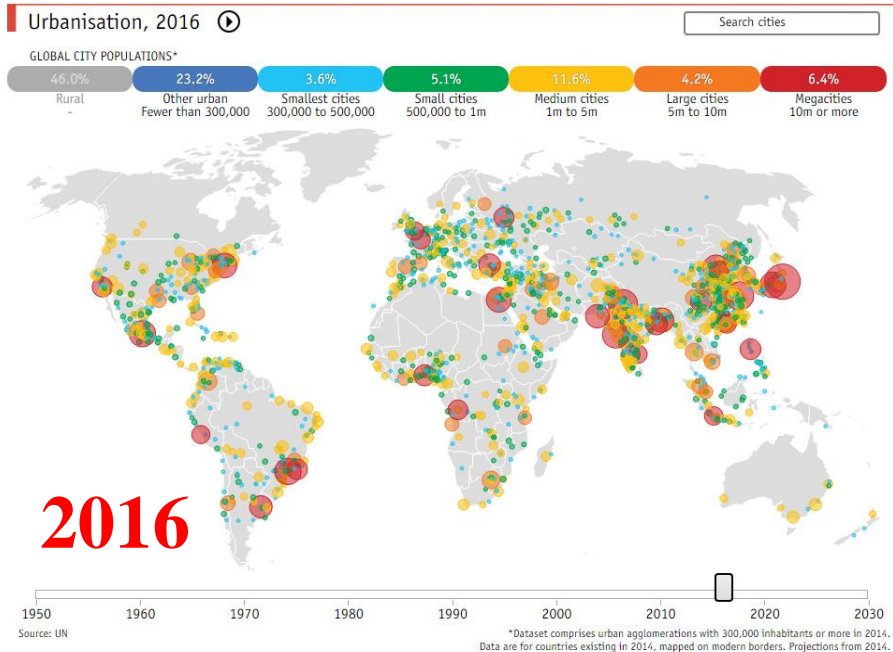 Urbanisation, 2016
Search cities
GLOBAL CITY POPULATIONS*
46.0% 23.2% 3.6% 5.1% 11.6% 4.2% 6.4%
Rural Other urban Smallest cities Small cities Medium cities Large cities Megacities
- Fewer than 300,000 300,000 to 500,000 500,000 to 1m 1m to 5m 5m to 10m 10m or more
2016
1950 1960 1970 1980 1990 2000 2010 2020 2030
Source: UN
*Dataset comprises urban agglomerations with 300,000 inhabitants or more in 2014.
Data are for countries existing in 2014, mapped on modern borders. Projections from 2014.